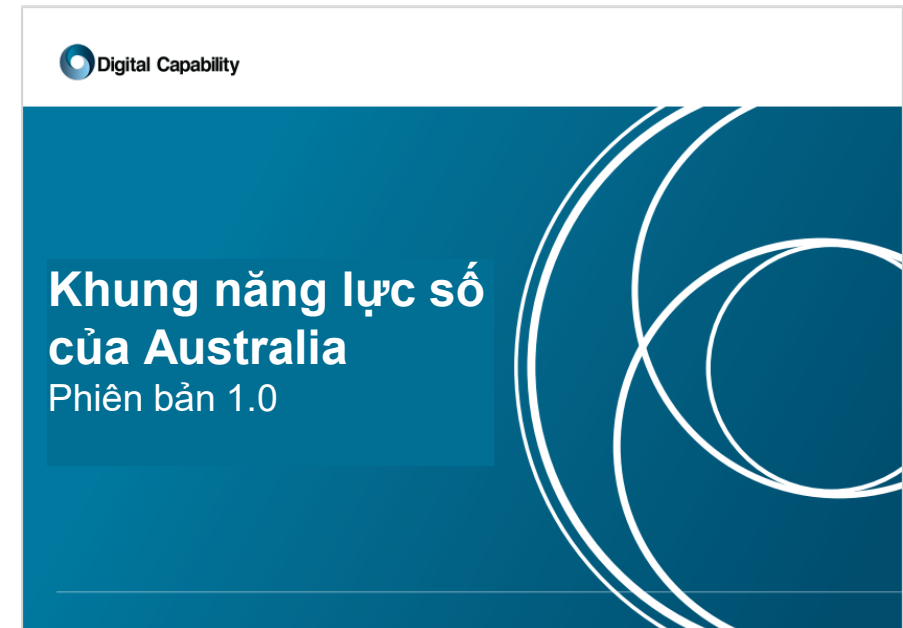 Digital Capability
Khung năng lực số
của Australia
Phiên bản 1.0